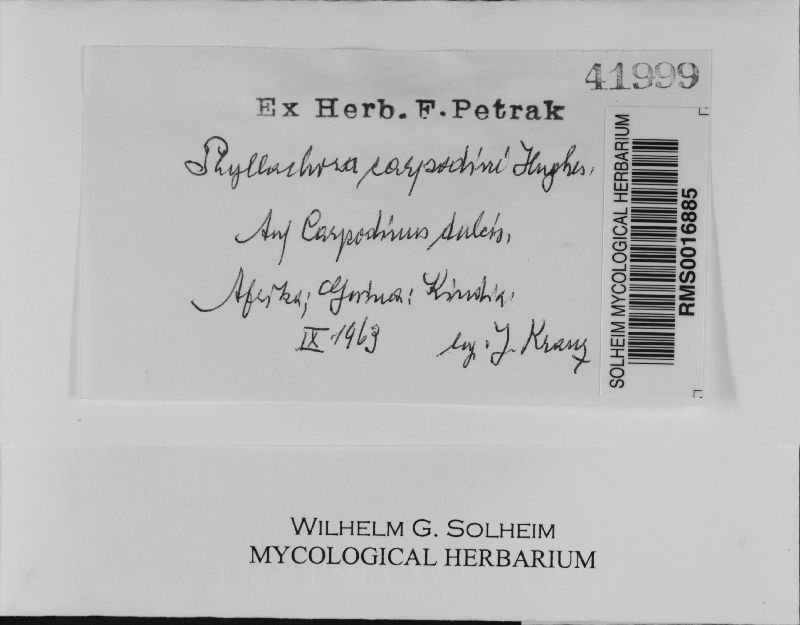 41999
Ex Herb. F. Petrak
Phyllachora carpodini Hughes.
Auf Carpodinus dulcis,
Afrika; Guinea: Kindia.
IX 1963 leg. J. Kranz
SOLHEIM MYCOLOGICAL HERBARIUM
RMS0016885
WILHELM G. SOLHEIM
MYCOLOGICAL HERBARIUM